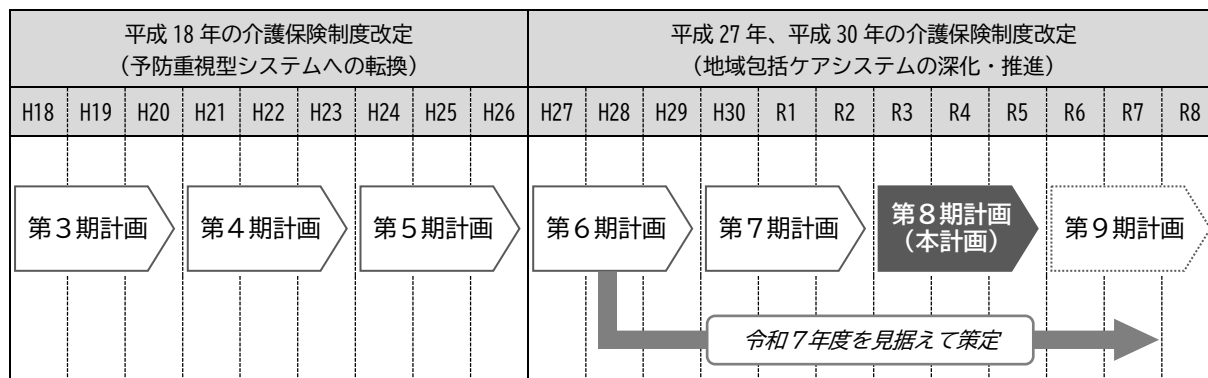 平成 18 年の介護保険制度改定
（予防重視型システムへの転換）
平成 27 年、平成 30 年の介護保険制度改定
（地域包括ケアシステムの深化・推進）
H18 H19 H20 H21 H22 H23 H24 H25 H26 H27 H28 H29 H30 R1 R2 R3 R4 R5 R6 R7 R8
第３期計画
第４期計画
第５期計画
第６期計画
第７期計画
第８期計画
（本計画）
第９期計画
令和７年度を見据えて策定